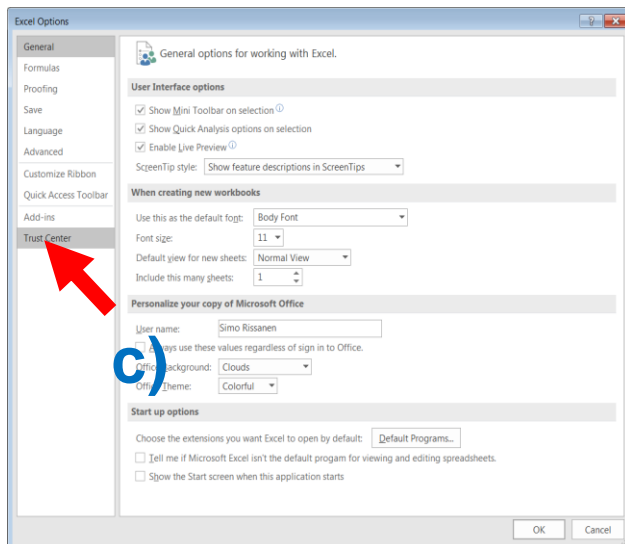 Excel Options
General
Formulas
Proofing
Save
Language
Advanced
Customize Ribbon
Quick Access Toolbar
Add-ins
Trust Center
General options for working with Excel.
User Interface options
Show Mini Toolbar on selection
Show Quick Analysis options on selection
Enable Live Preview
ScreenTip style: Show feature descriptions in ScreenTips
When creating new workbooks
Use this as the default font: Body Font
Font size: 11
Default view for new sheets: Normal View
Include this many sheets: 1
Personalize your copy of Microsoft Office
User name: Simo Rissanen
Always use these values regardless of sign in to Office.
c)
Office Background: Clouds
Office Theme: Colorful
Start up options
Choose the extensions you want Excel to open by default: Default Programs...
Tell me if Microsoft Excel isn't the default progam for viewing and editing spreadsheets.
Show the Start screen when this application starts
OK Cancel